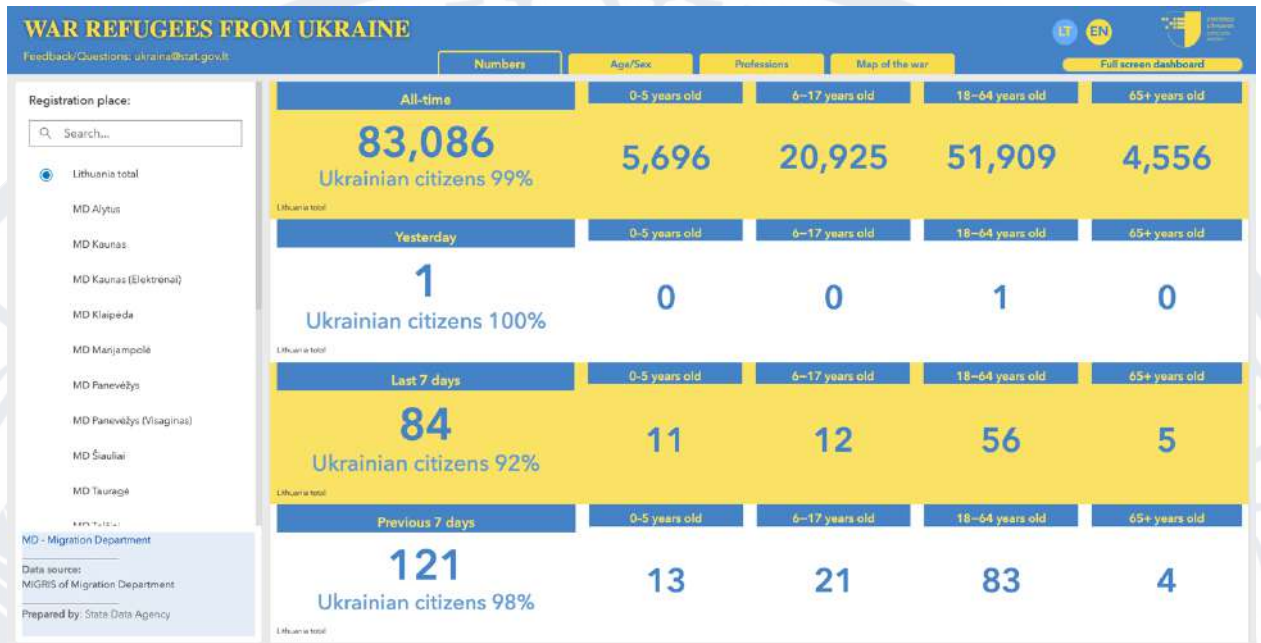 WAR REFUGEES FROM UKRAINE
Feedback/Questions: ukraina@stat.gov.lt
LT
EN
Numbers
Age/Sex
Professions
Map of the war
Full screen dashboard
Registration place:
Search...
Lithuania total
MD Alytus
MD Kaunas
MD Kaunas (Elektrėnai)
MD Klaipėda
MD Marijampolė
MD Panevėžys
MD Panevėžys (Visaginas)
MD Šiauliai
MD Tauragė
MD - Migration Department
Data source:
MIGRIS of Migration Department
Prepared by: State Data Agency
All-time
0-5 years old
6–17 years old
18–64 years old
65+ years old
83,086
Ukrainian citizens 99%
5,696
20,925
51,909
4,556
Lithuania total
Yesterday
0-5 years old
6–17 years old
18–64 years old
65+ years old
1
Ukrainian citizens 100%
0
0
1
0
Lithuania total
Last 7 days
0-5 years old
6–17 years old
18–64 years old
65+ years old
84
Ukrainian citizens 92%
11
12
56
5
Lithuania total
Previous 7 days
0-5 years old
6–17 years old
18–64 years old
65+ years old
121
Ukrainian citizens 98%
13
21
83
4
Lithuania total